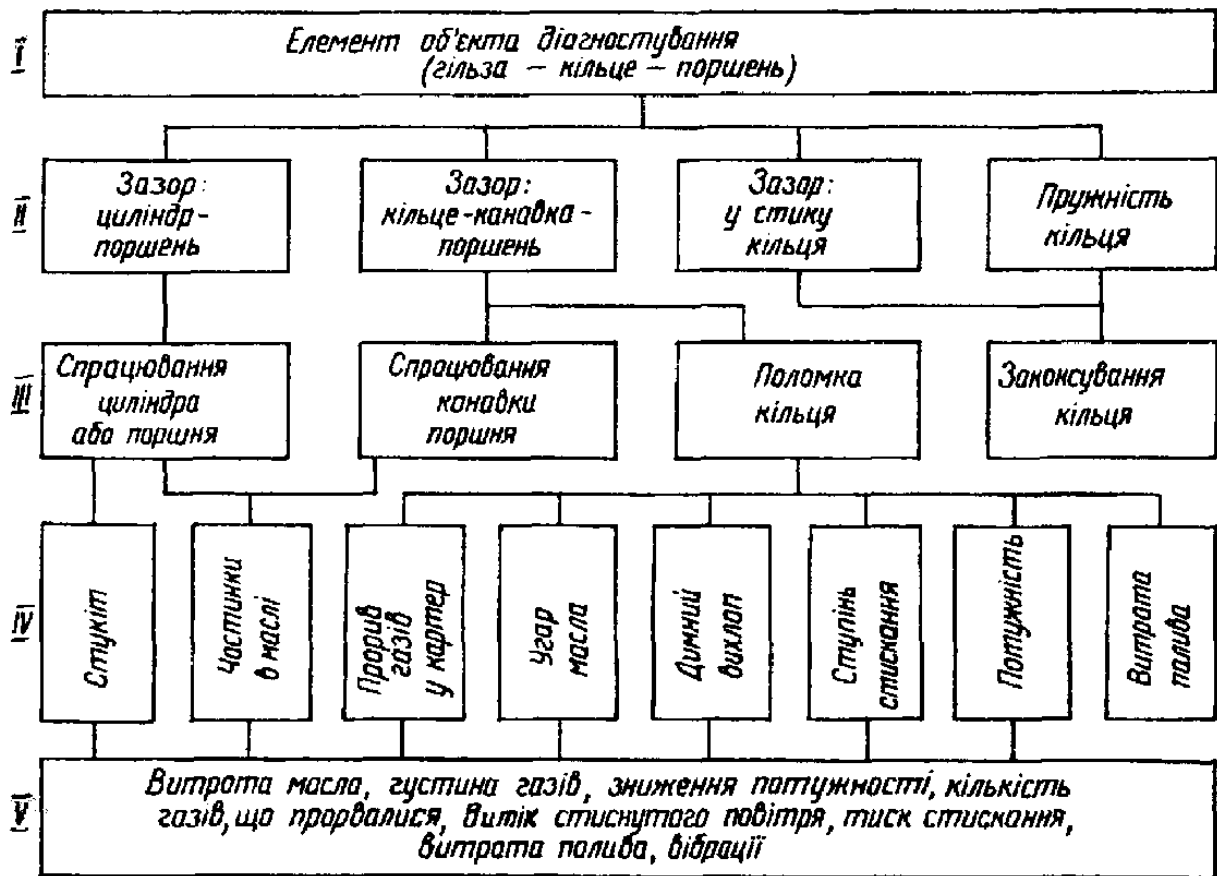 I
Елемент об'єкта діагностування
(гільза – кільце – поршень)
II
Зазор:
циліндр-
поршень
Зазор:
кільце-канавка-
поршень
Зазор:
у стику
кільця
Пружність
кільця
III
Спрацювання
циліндра
або поршня
Спрацювання
канавки
поршня
Поломка
кільця
Закоксування
кільця
IV
Стукіт
Частинки
в маслі
Прорив
газів
у картер
Угар
масла
Димний
вихлоп
Ступінь
стискання
Потужність
Витрата
палива
V
Витрата масла, густина газів, зниження потужності, кількість
газів, що прорвалися, витік стиснутого повітря, тиск стискання,
витрата палива, вібрації